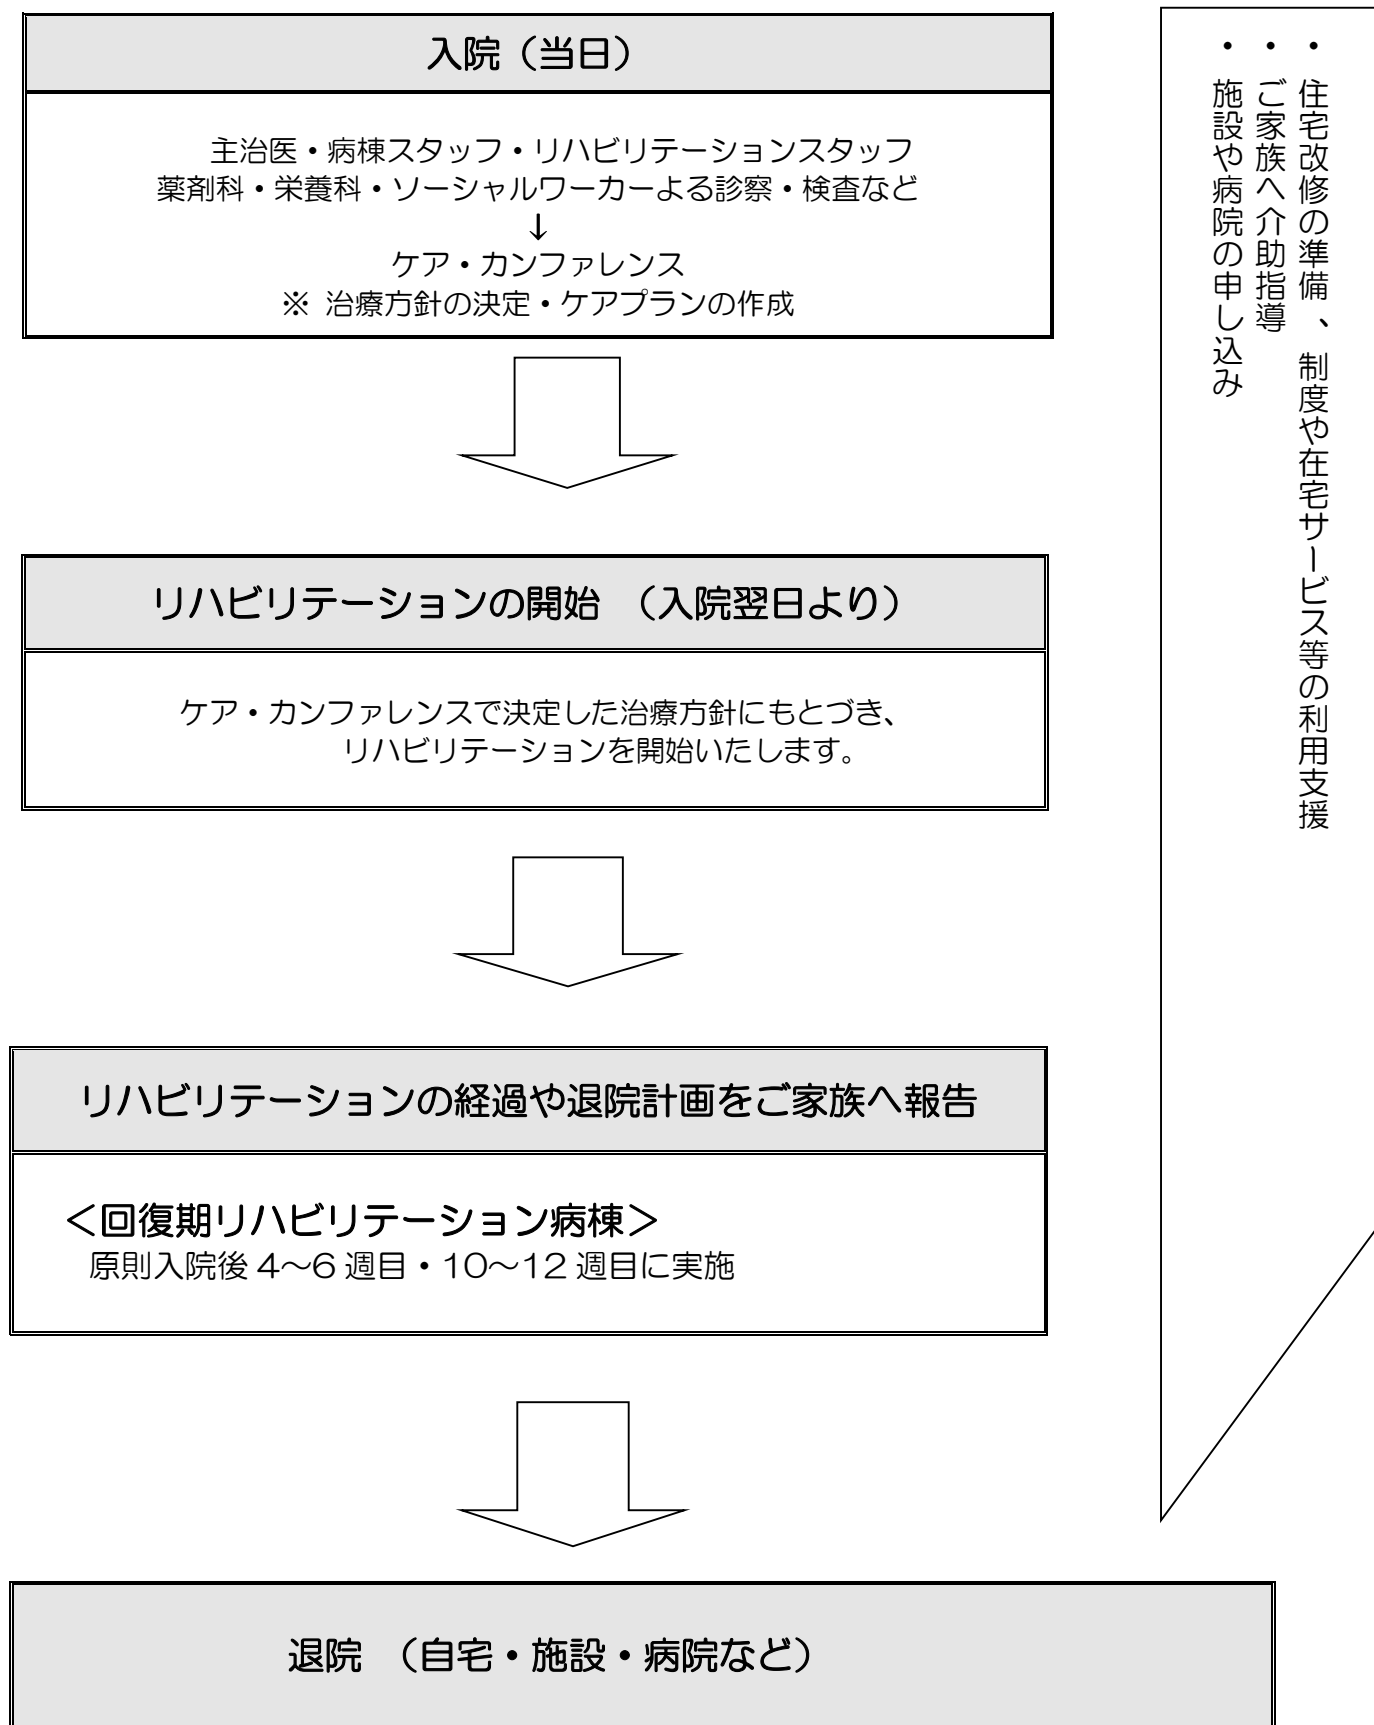 入院（当日）
主治医・病棟スタッフ・リハビリテーションスタッフ
薬剤科・栄養科・ソーシャルワーカーよる診察・検査など
↓
ケア・カンファレンス
※ 治療方針の決定・ケアプランの作成
リハビリテーションの開始 （入院翌日より）
ケア・カンファレンスで決定した治療方針にもとづき、
リハビリテーションを開始いたします。
リハビリテーションの経過や退院計画をご家族へ報告
＜回復期リハビリテーション病棟＞
原則入院後 4～6 週目・10～12 週目に実施
退院 （自宅・施設・病院など）
・住宅改修の準備、制度や在宅サービス等の利用支援
・ご家族へ介助指導
・施設や病院の申し込み